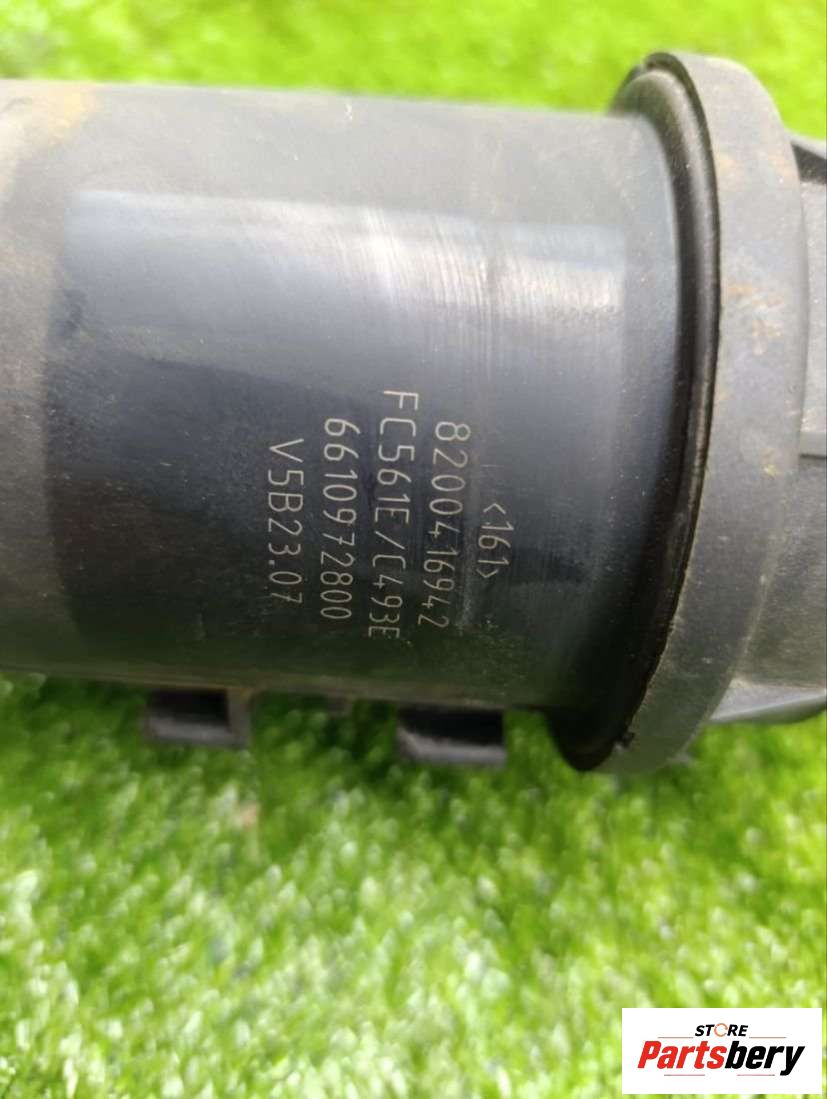 <161>
8200416942
FC561E/C493E
6610972800
V5B23.07
STORE
Partsbery